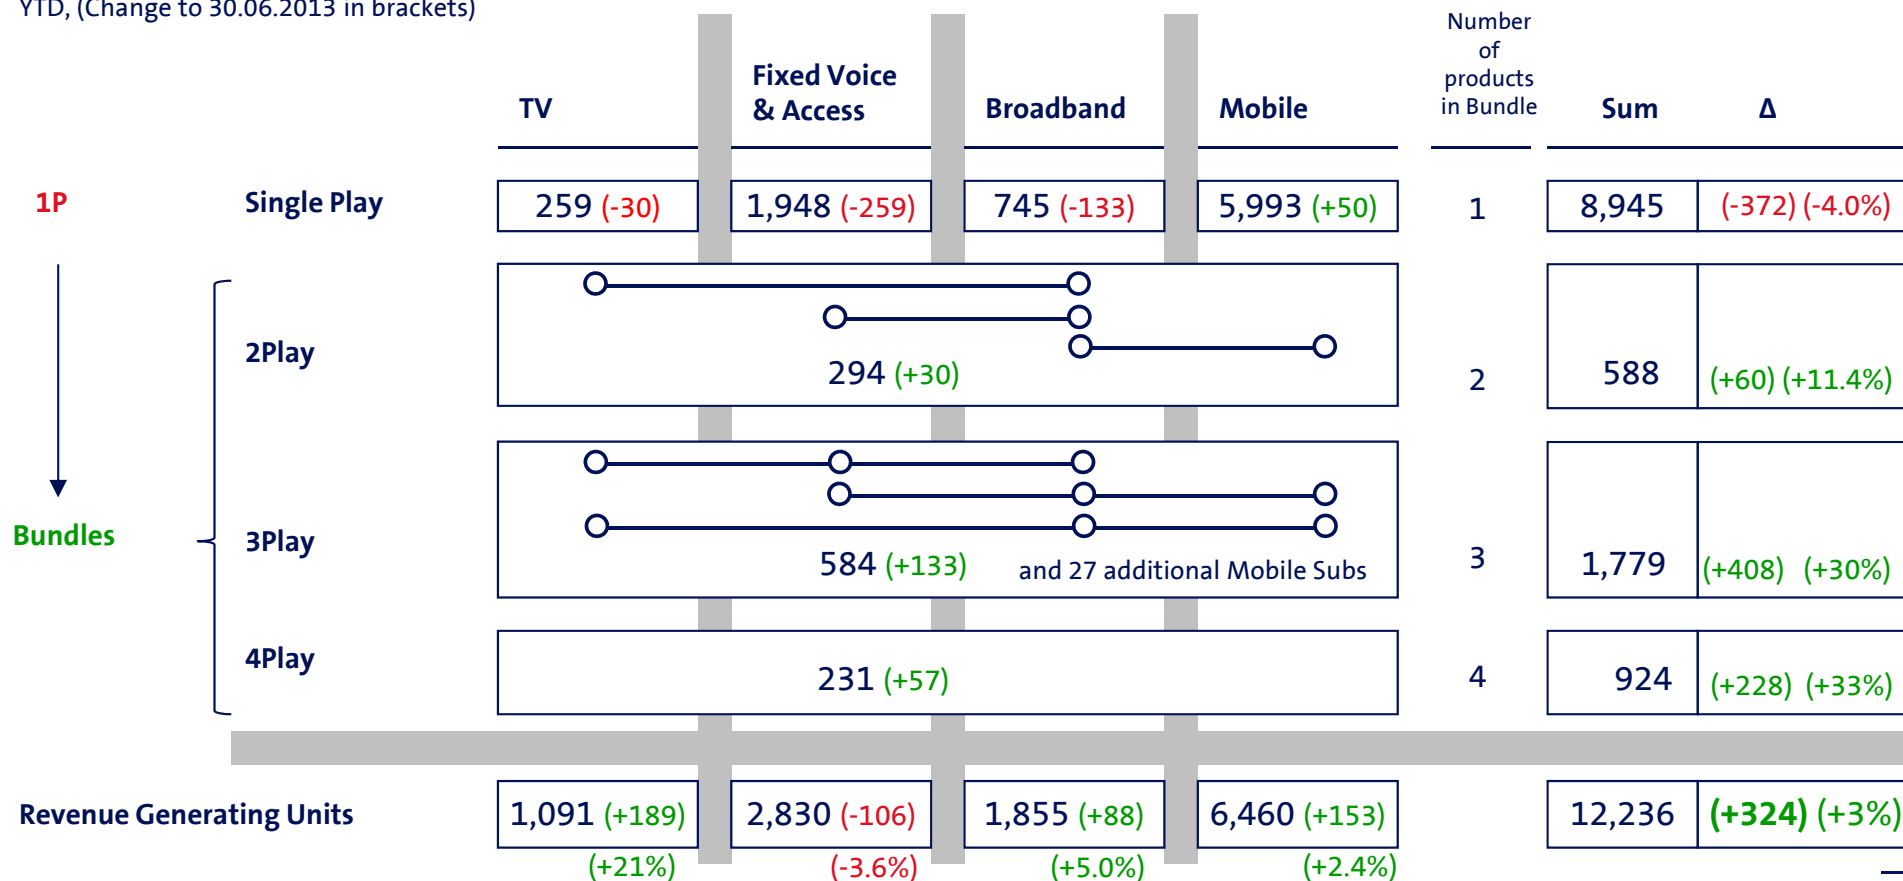 YTD, (Change to 30.06.2013 in brackets)
Number
of
products
in Bundle
TV
Fixed Voice
& Access
Broadband
Mobile
Sum
Δ
1P
Single Play
259 (-30)
1,948 (-259)
745 (-133)
5,993 (+50)
1
8,945
(-372) (-4.0%)
2Play
294 (+30)
2
588
(+60) (+11.4%)
Bundles
3Play
584 (+133)
and 27 additional Mobile Subs
3
1,779
(+408) (+30%)
4Play
231 (+57)
4
924
(+228) (+33%)
Revenue Generating Units
1,091 (+189)
2,830 (-106)
1,855 (+88)
6,460 (+153)
12,236
(+324) (+3%)
(+21%)
(-3.6%)
(+5.0%)
(+2.4%)